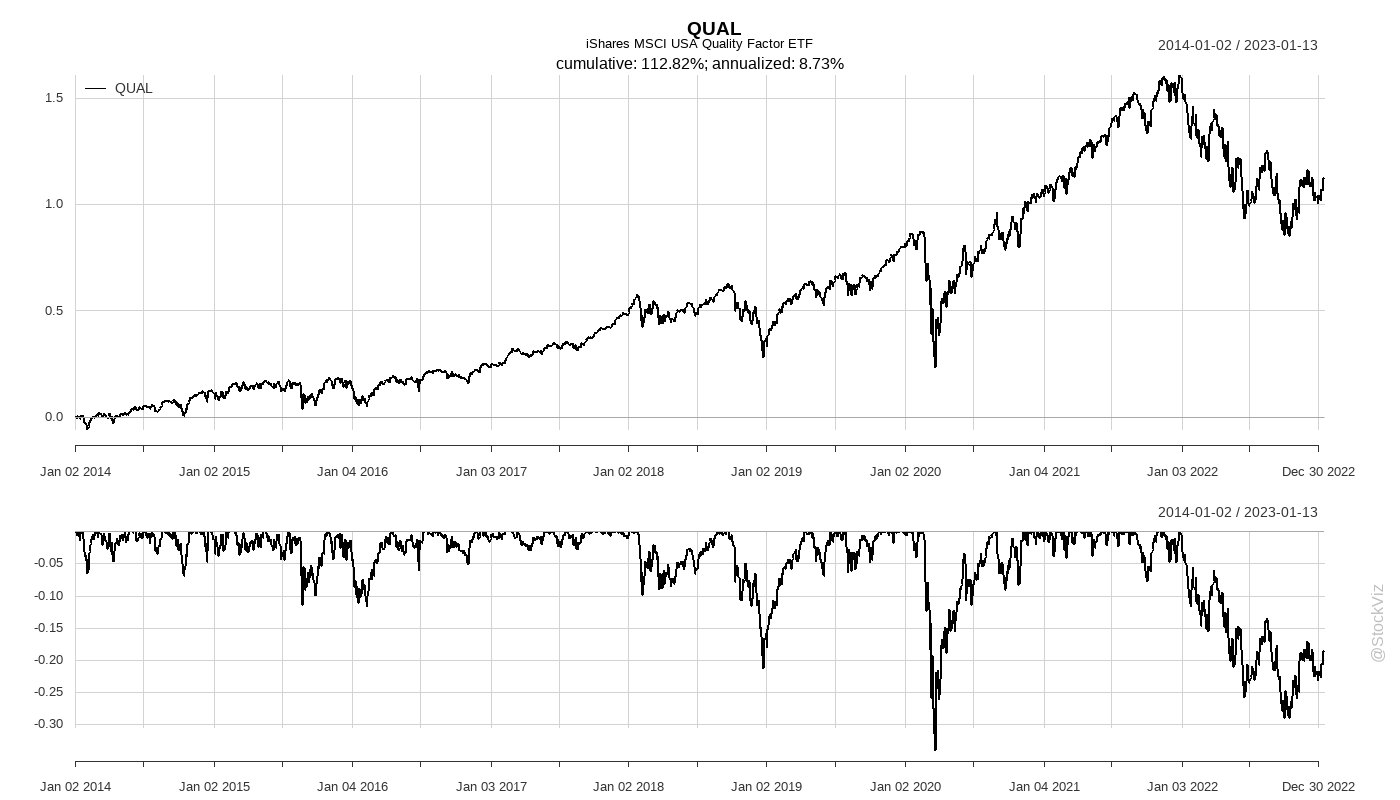 QUAL
iShares MSCI USA Quality Factor ETF
2014-01-02 / 2023-01-13
cumulative: 112.82%; annualized: 8.73%
QUAL
1.5
1.0
0.5
0.0
Jan 02 2014 Jan 02 2015 Jan 04 2016 Jan 03 2017 Jan 02 2018 Jan 02 2019 Jan 02 2020 Jan 04 2021 Jan 03 2022 Dec 30 2022
2014-01-02 / 2023-01-13
-0.05
-0.10
-0.15
-0.20
-0.25
-0.30
Jan 02 2014 Jan 02 2015 Jan 04 2016 Jan 03 2017 Jan 02 2018 Jan 02 2019 Jan 02 2020 Jan 04 2021 Jan 03 2022 Dec 30 2022
@StockViz